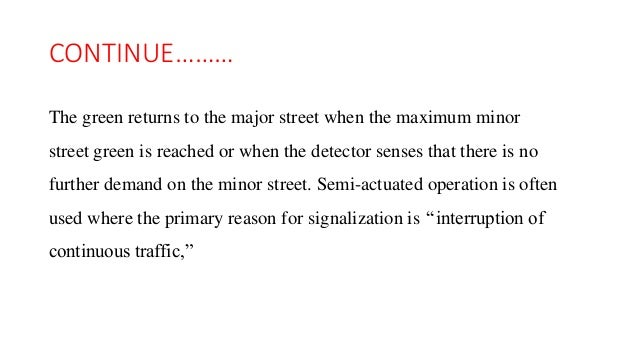 CONTINUE.........
The green returns to the major street when the maximum minor
street green is reached or when the detector senses that there is no
further demand on the minor street. Semi-actuated operation is often
used where the primary reason for signalization is “interruption of
continuous traffic,”